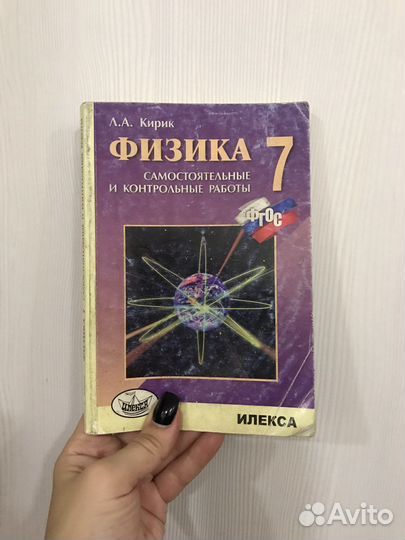 Л.А. Кирик
ФИЗИКА 7
САМОСТОЯТЕЛЬНЫЕ
И КОНТРОЛЬНЫЕ РАБОТЫ
ФГОС
ИЛЕКСА
ИЛЕКСА
Avito